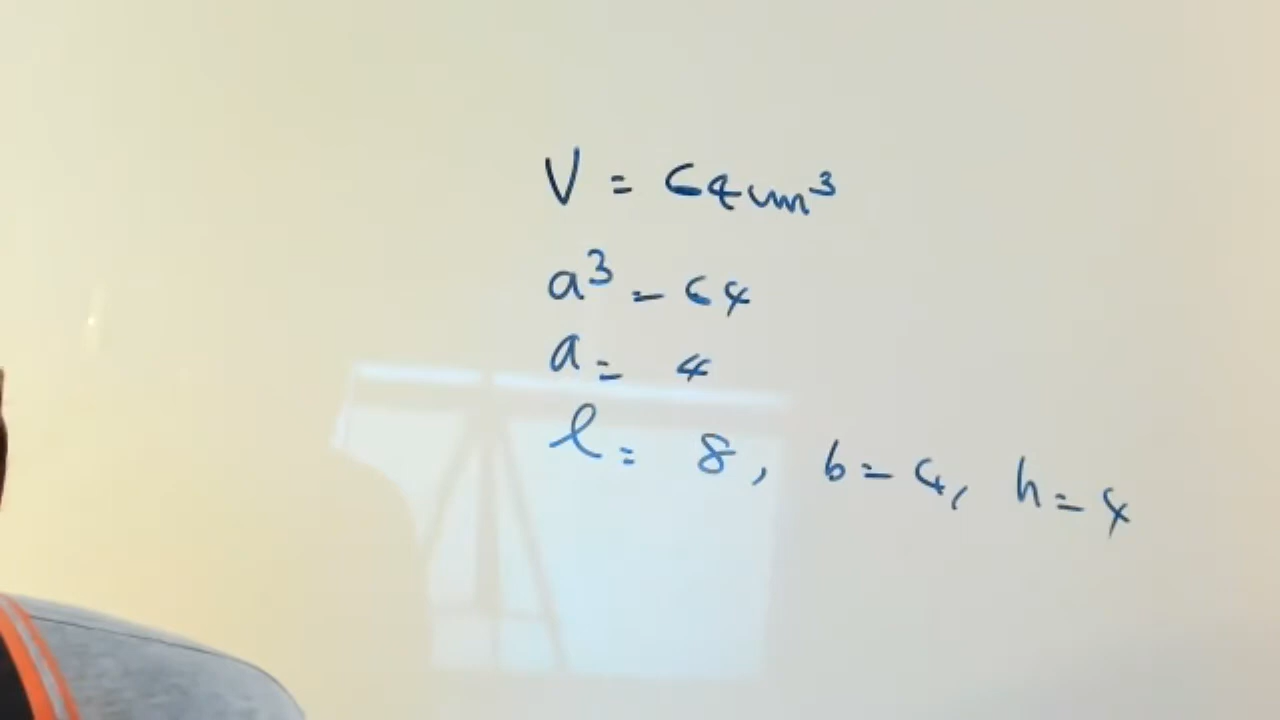 V = 64cm³
a³ = 64
a = 4
l = 8, b = 4, h = 4